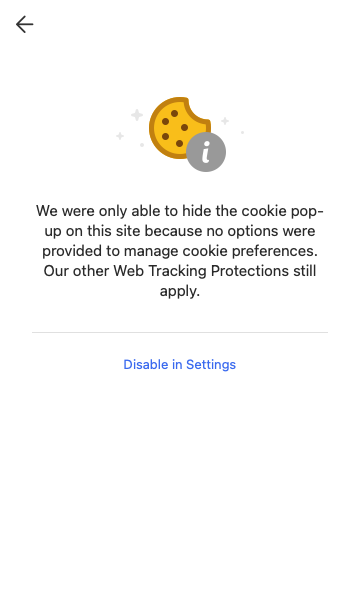 We were only able to hide the cookie pop-
up on this site because no options were
provided to manage cookie preferences.
Our other Web Tracking Protections still
apply.
Disable in Settings